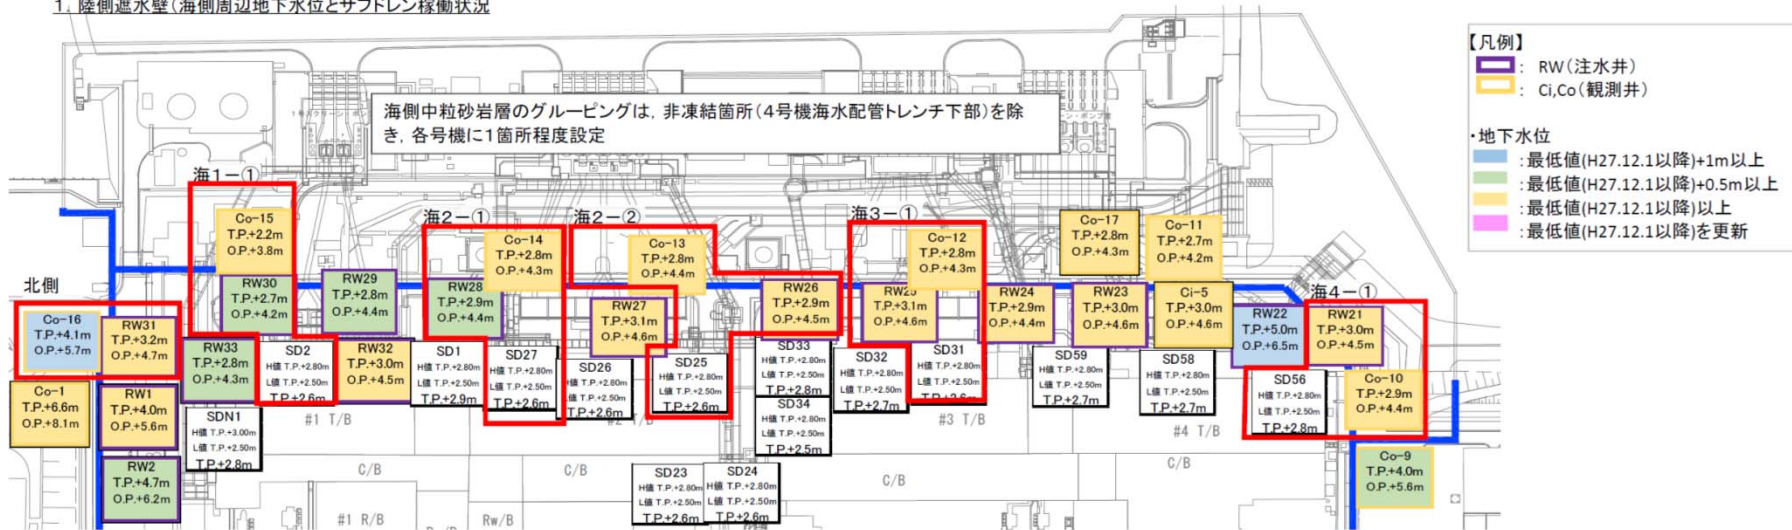 1. 陸側遮水壁(海側周辺地下水位とサブドレン稼働状況
【凡例】
: RW(注水井)
: Ci,Co(観測井)
・地下水位
:最低値(H27.12.1以降)+1m以上
:最低値(H27.12.1以降)+0.5m以上
:最低値(H27.12.1以降)以上
:最低値(H27.12.1以降)を更新
海側中粒砂岩層のグルーピングは，非凍結箇所(4号機海水配管トレンチ下部)を除
き，各号機に1箇所程度設定
海1-①
海2-①
海2-②
海3-①
海4-①
北側
Co-15
T.P.+2.2m
O.P.+3.8m
Co-14
T.P.+2.8m
O.P.+4.3m
Co-13
T.P.+2.8m
O.P.+4.4m
Co-12
T.P.+2.8m
O.P.+4.3m
Co-17
T.P.+2.8m
O.P.+4.3m
Co-11
T.P.+2.7m
O.P.+4.2m
RW30
T.P.+2.7m
O.P.+4.2m
RW29
T.P.+2.8m
O.P.+4.4m
RW28
T.P.+2.9m
O.P.+4.4m
RW27
T.P.+3.1m
O.P.+4.6m
RW26
T.P.+2.9m
O.P.+4.5m
RW25
T.P.+3.1m
O.P.+4.6m
RW24
T.P.+2.9m
O.P.+4.4m
RW23
T.P.+3.0m
O.P.+4.6m
Ci-5
T.P.+3.0m
O.P.+4.6m
RW22
T.P.+5.0m
O.P.+6.5m
RW21
T.P.+3.0m
O.P.+4.5m
Co-16
T.P.+4.1m
O.P.+5.7m
RW31
T.P.+3.2m
O.P.+4.7m
RW33
T.P.+2.8m
O.P.+4.3m
SD2
H値 T.P.+2.80m
L値 T.P.+2.50m
T.P.+2.6m
RW32
T.P.+3.0m
O.P.+4.5m
SD1
H値 T.P.+2.80m
L値 T.P.+2.50m
T.P.+2.9m
SD27
H値 T.P.+2.80m
L値 T.P.+2.50m
T.P.+2.6m
SD26
H値 T.P.+2.80m
L値 T.P.+2.50m
T.P.+2.6m
SD25
H値 T.P.+2.80m
L値 T.P.+2.50m
T.P.+2.6m
SD33
H値 T.P.+2.80m
L値 T.P.+2.50m
T.P.+2.8m
SD32
H値 T.P.+2.80m
L値 T.P.+2.50m
T.P.+2.7m
SD31
H値 T.P.+2.80m
L値 T.P.+2.50m
T.P.+2.6m
SD59
H値 T.P.+2.80m
L値 T.P.+2.50m
T.P.+2.7m
SD58
H値 T.P.+2.80m
L値 T.P.+2.50m
T.P.+2.7m
SD56
H値 T.P.+2.80m
L値 T.P.+2.50m
T.P.+2.8m
Co-10
T.P.+2.9m
O.P.+4.4m
Co-1
T.P.+6.6m
O.P.+8.1m
RW1
T.P.+4.0m
O.P.+5.6m
SDN1
H値 T.P.+3.00m
L値 T.P.+2.50m
T.P.+2.8m
SD34
H値 T.P.+2.80m
L値 T.P.+2.50m
T.P.+2.5m
#1 T/B
#2 T/B
#3 T/B
#4 T/B
RW2
T.P.+4.7m
O.P.+6.2m
C/B
C/B
SD23
H値 T.P.+2.80m
L値 T.P.+2.50m
T.P.+2.6m
SD24
H値 T.P.+2.80m
L値 T.P.+2.50m
T.P.+2.6m
C/B
C/B
Co-9
T.P.+4.0m
O.P.+5.6m
#1 R/B
Rw/B